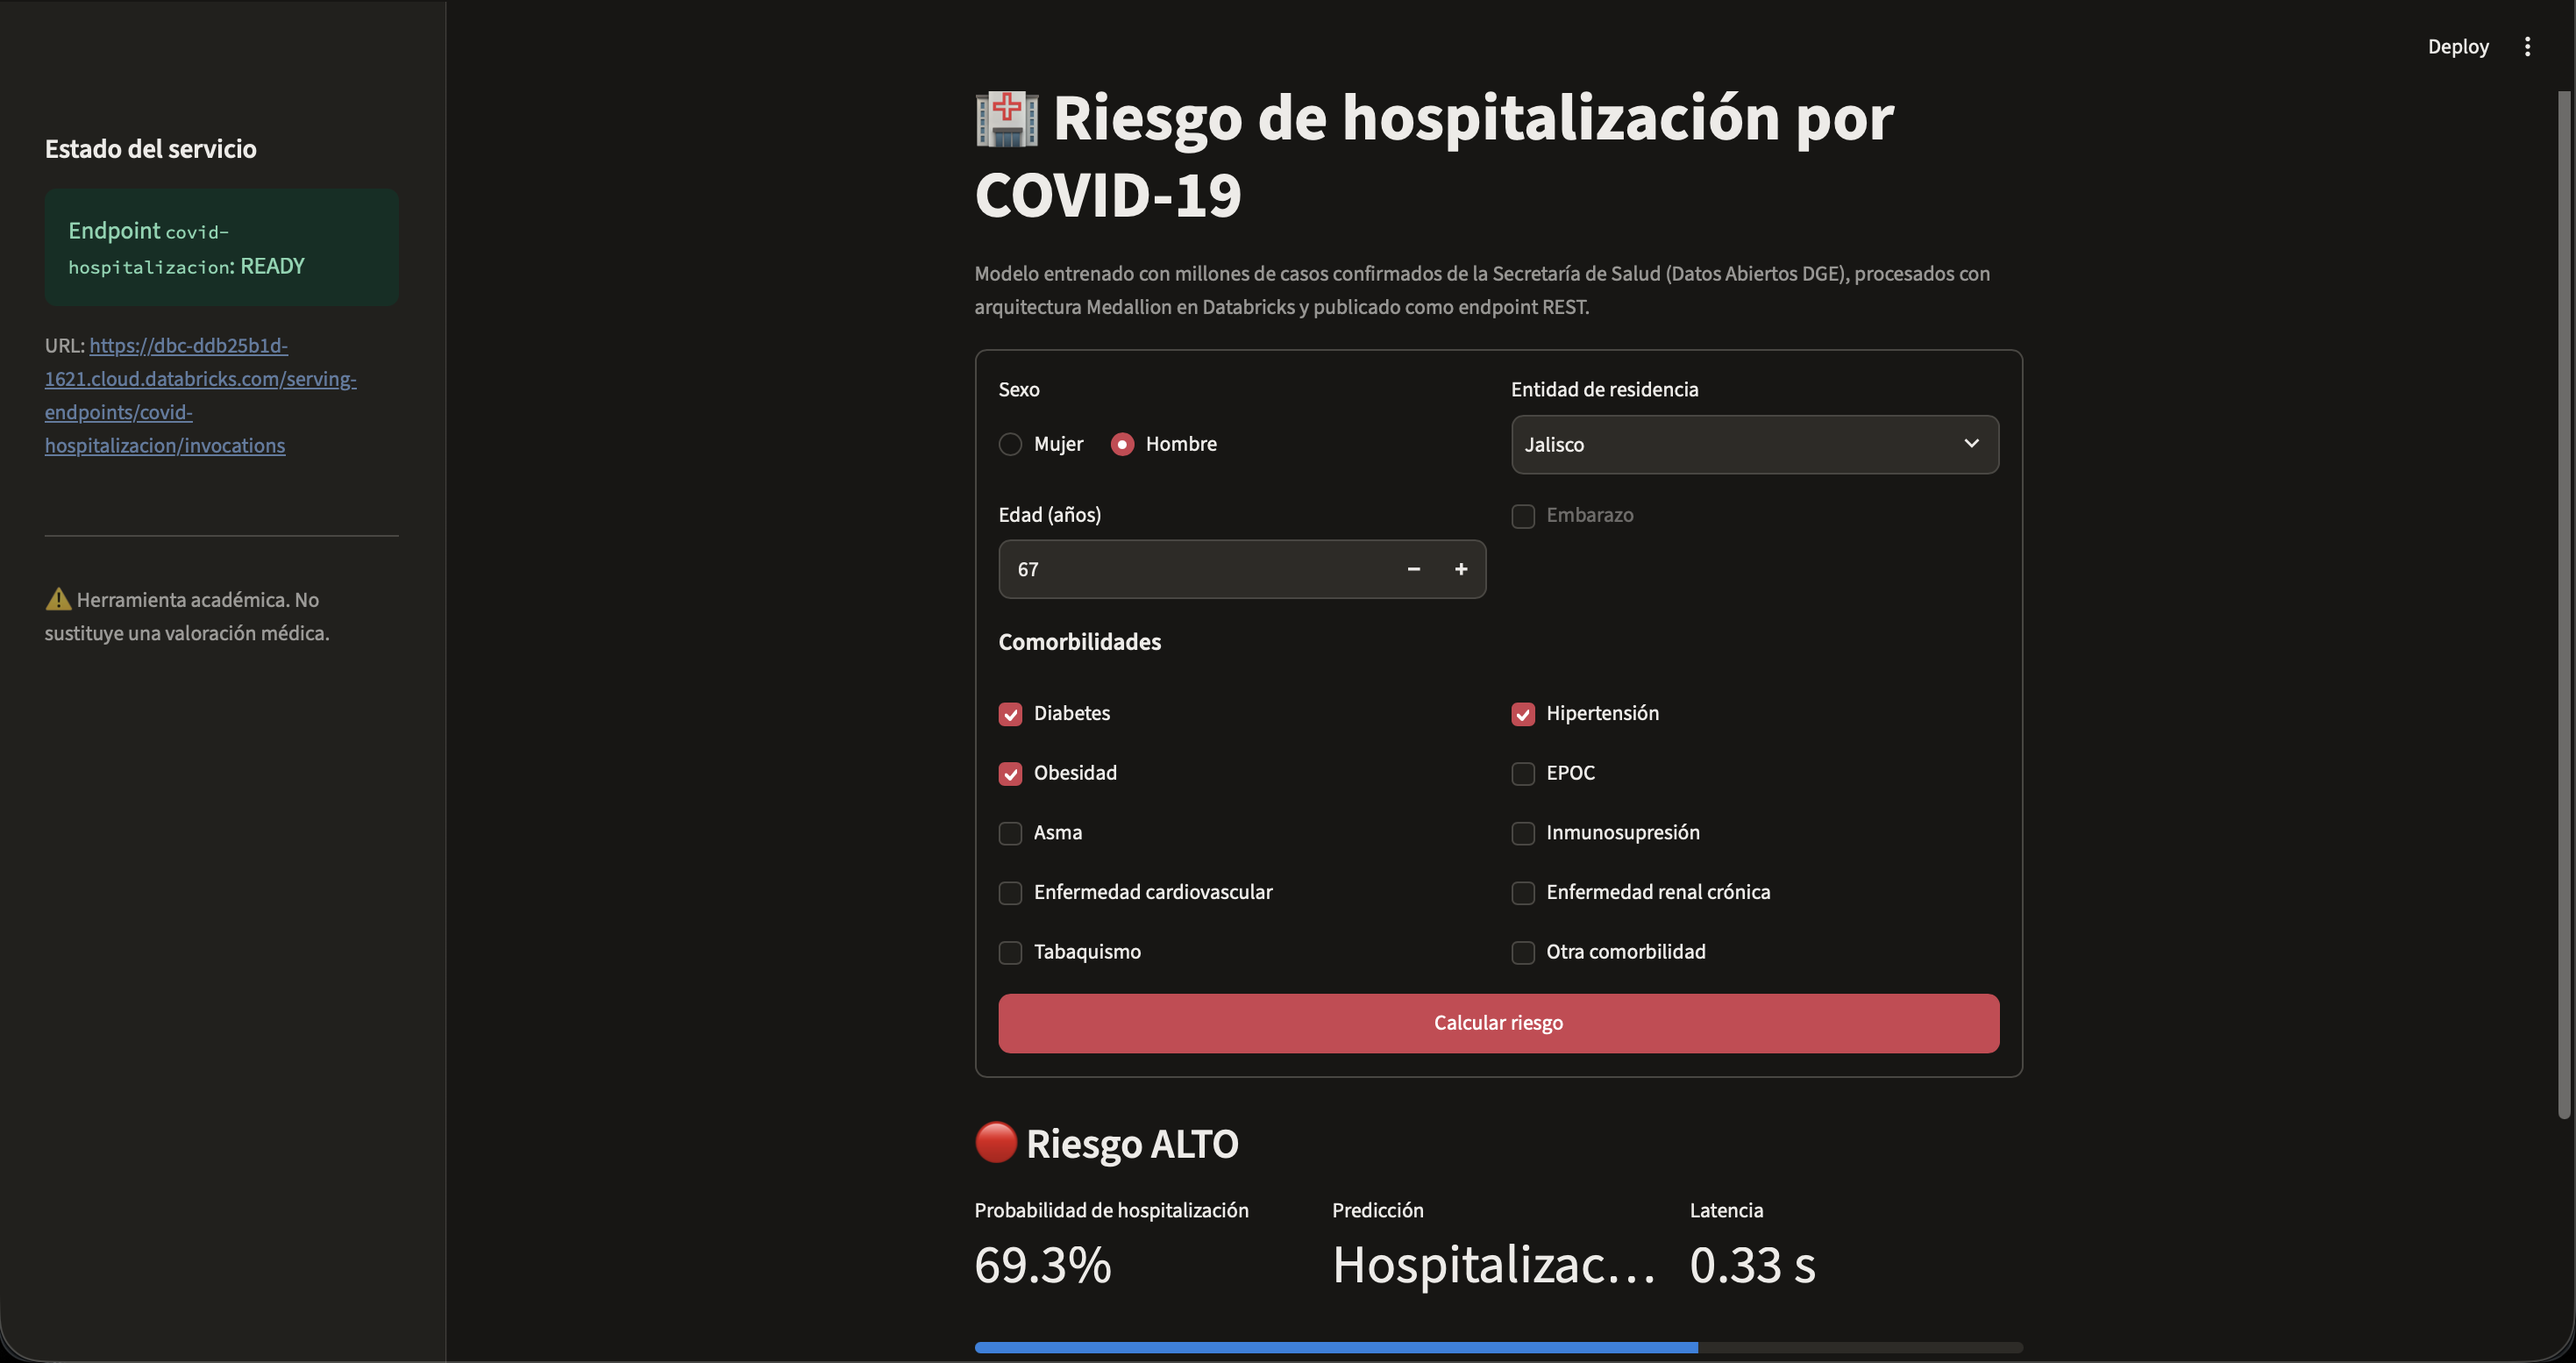 Deploy
Estado del servicio
Endpoint covid-
hospitalizacion: READY
URL: https://dbc-ddb25b1d-
1621.cloud.databricks.com/serving-
endpoints/covid-
hospitalizacion/invocations
⚠️ Herramienta académica. No
sustituye una valoración médica.
🏥 Riesgo de hospitalización por
COVID-19
Modelo entrenado con millones de casos confirmados de la Secretaría de Salud (Datos Abiertos DGE), procesados con
arquitectura Medallion en Databricks y publicado como endpoint REST.
Sexo
Mujer Hombre
Entidad de residencia
Jalisco
Edad (años)
67
Embarazo
Comorbilidades
Diabetes
Hipertensión
Obesidad
EPOC
Asma
Inmunosupresión
Enfermedad cardiovascular
Enfermedad renal crónica
Tabaquismo
Otra comorbilidad
Calcular riesgo
🔴 Riesgo ALTO
Probabilidad de hospitalización
69.3%
Predicción
Hospitalizac…
Latencia
0.33 s